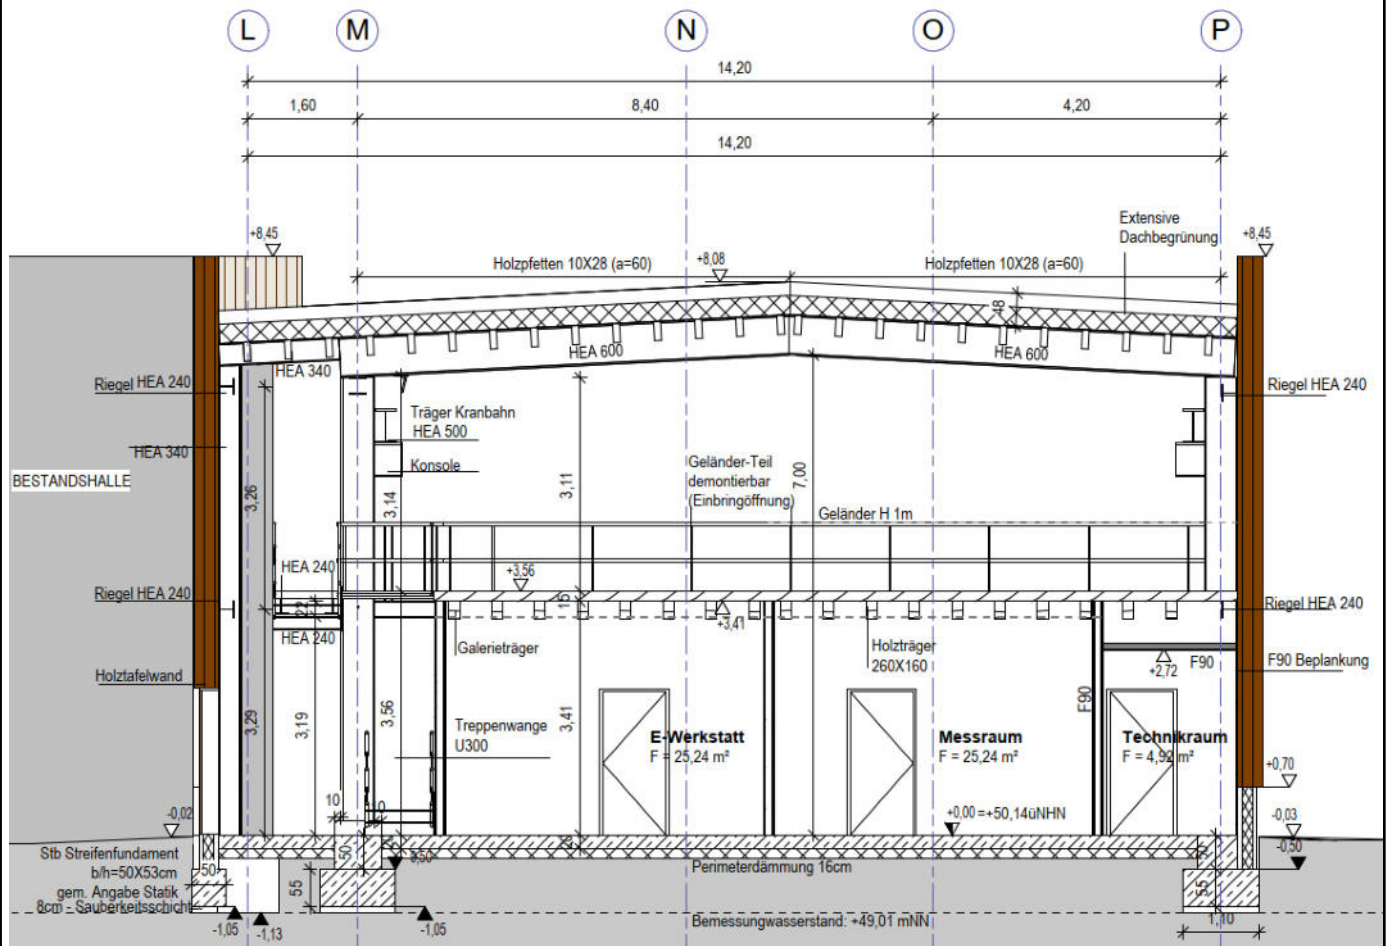 L M N O P
14,20
1,60 8,40 4,20
14,20
Extensive
Dachbegrünung
+8,45 +8,45
Holzpfetten 10X28 (a=60) +8,08 Holzpfetten 10X28 (a=60)
48
HEA 600 HEA 600
HEA 340
Riegel HEA 240 Riegel HEA 240
Träger Kranbahn
HEA 500
HEA 340
Konsole
BESTANDSHALLE
Geländer-Teil
demontierbar
(Einbringöffnung)
3,26 3,14 3,11 7,00
Geländer H 1m
HEA 240 +3,56
Riegel HEA 240 22 15 Riegel HEA 240
+3,41
HEA 240
Galerieträger
Holzträger
260X160
+2,72 F90 F90 Beplankung
Holztafelwand
F90
3,29 3,19 3,56 3,41
Treppenwange
U300
E-Werkstatt Messraum Technikraum
F = 25,24 m² F = 25,24 m² F = 4,92 m²
+0,70
10 10
-0,02 +0,00 =+50,14üNHN -0,03
Stb Streifenfundament
b/h=50X53cm
gem. Angabe Statik
8cm - Sauberkeitsschicht
50 50 -0,50
55 55
Perimeterdämmung 16cm
Bemessungwasserstand: +49,01 mNN
-1,05 -1,13 -1,05 1,10